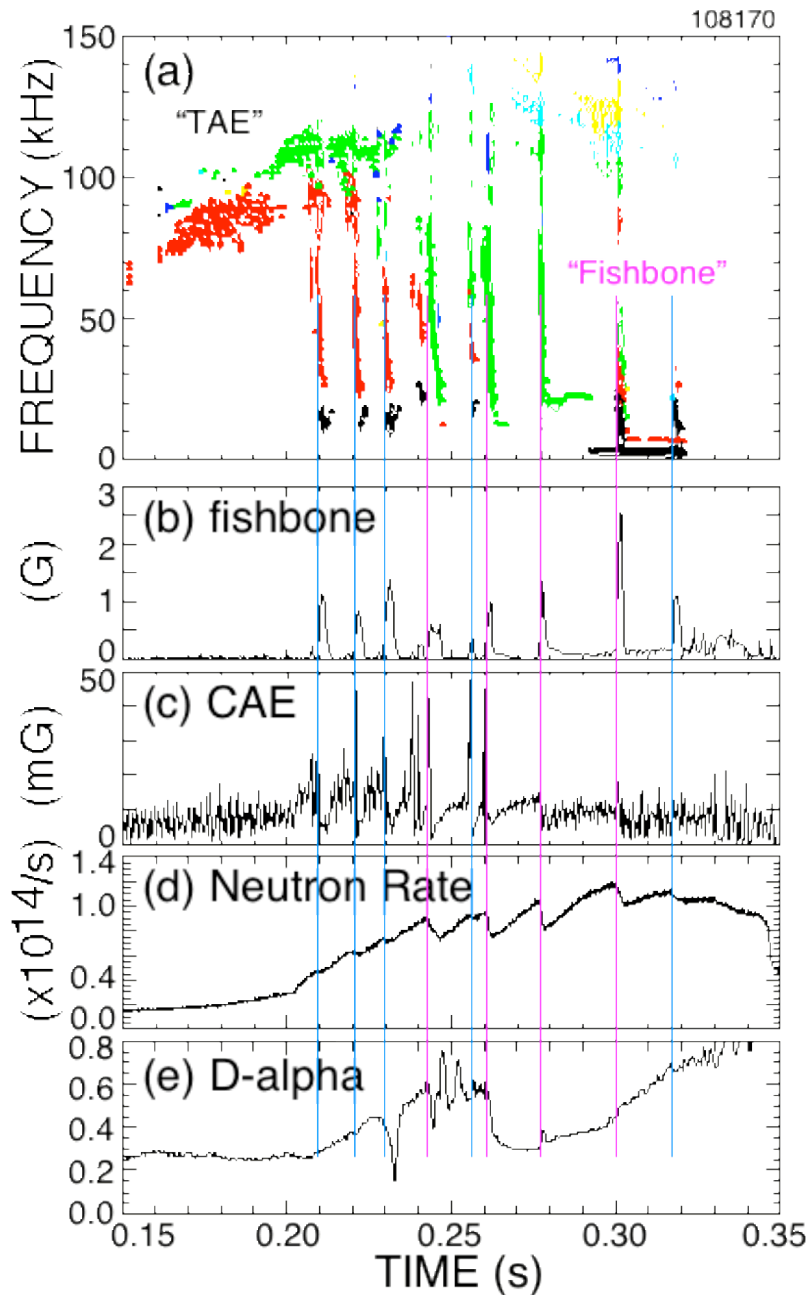 108170
150
(a)
"TAE"
100
"Fishbone"
50
0
FREQUENCY (kHz)
3
(b) fishbone
2
1
0
(G)
50
(c) CAE
0
(mG)
1.4
(d) Neutron Rate
1.0
0.4
0.0
(x10¹⁴/s)
0.8
(e) D-alpha
0.6
0.4
0.2
0.0
0.15 0.20 0.25 0.30 0.35
TIME (s)